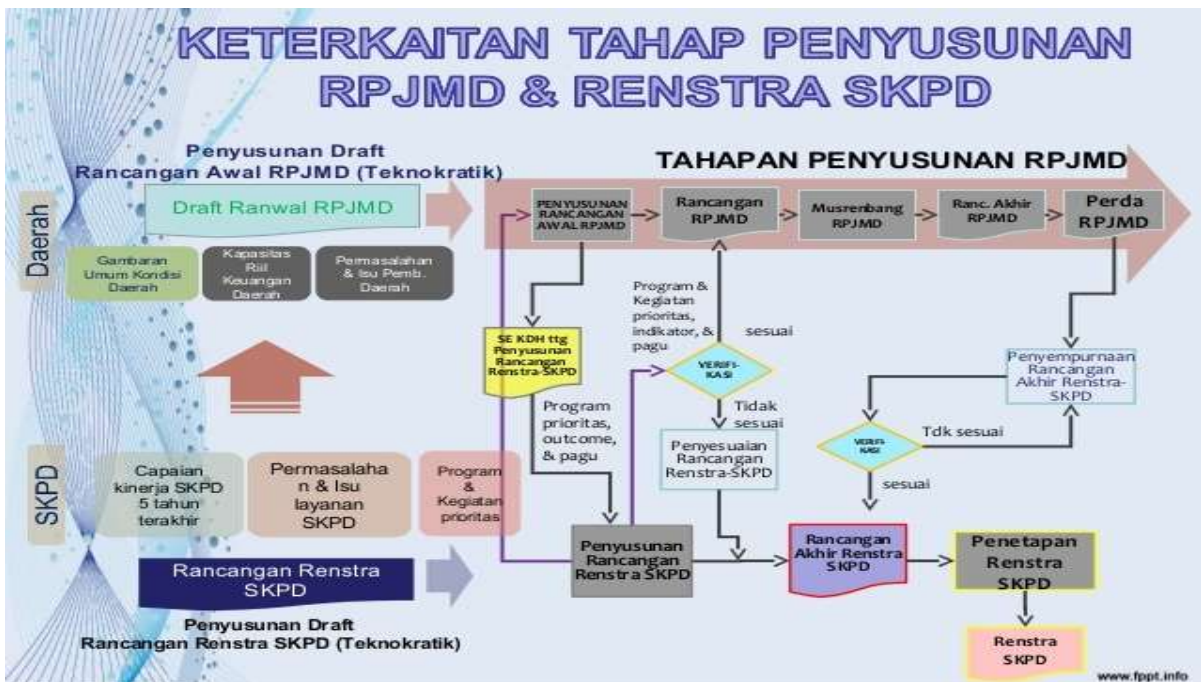 KETERKAITAN TAHAP PENYUSUNAN
RPJMD & RENSTRA SKPD
Penyusunan Draft
Rancangan Awal RPJMD (Teknokratik)
Draft Ranwal RPJMD
TAHAPAN PENYUSUNAN RPJMD
PENYUSUNAN
RANCANGAN
AWAL RPJMD
Rancangan
RPJMD
Musrenbang
RPJMD
Ranc. Akhir
RPJMD
Perda
RPJMD
Daerah
Gambaran
Umum Kondisi
Daerah
Kapasitas
Riil
Keuangan
Daerah
Permasalahan
& Isu Pemb.
Daerah
Program &
Kegiatan
prioritas,
indikator, &
pagu
sesuai
SE KDH ttg
Penyusunan
Rancangan
Renstra-SKPD
VERIFI-
KASI
Penyempurnaan
Rancangan
Akhir Renstra-
SKPD
Program
prioritas,
outcome,
& pagu
Tidak
sesuai
Penyesuaian
Rancangan
Renstra-SKPD
VERIFI-
KASI
Tdk sesuai
sesuai
SKPD
Capaian
kinerja SKPD
5 tahun
terakhir
Permasalaha
n & Isu
layanan
SKPD
Program
&
Kegiatan
prioritas
Penyusunan
Rancangan
Renstra SKPD
Rancangan
Akhir Renstra
SKPD
Penetapan
Renstra
SKPD
Rancangan Renstra
SKPD
Penyusunan Draft
Rancangan Renstra SKPD (Teknokratik)
Renstra
SKPD
www.fppt.info